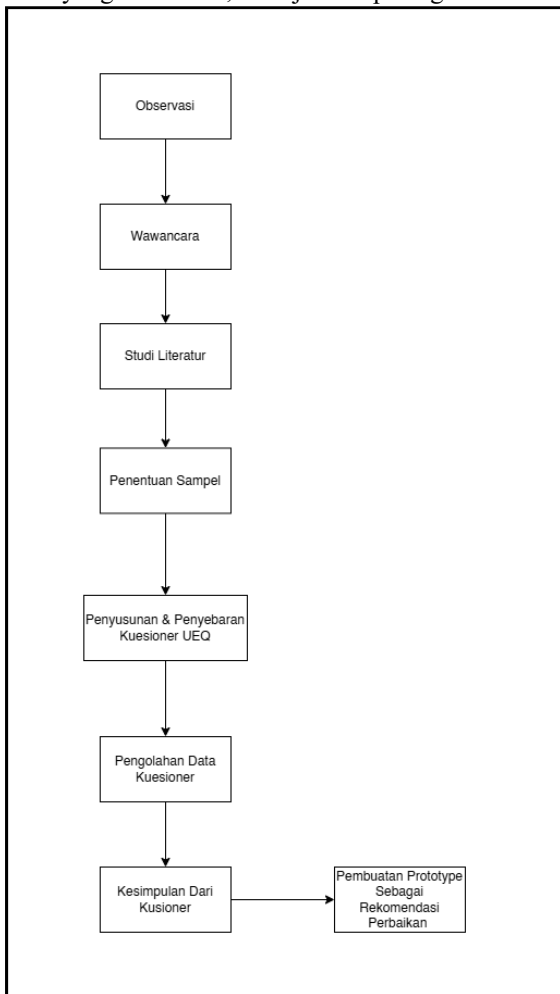 Observasi
Wawancara
Studi Literatur
Penentuan Sampel
Penyusunan & Penyebaran
Kuesioner UEQ
Pengolahan Data
Kuesioner
Kesimpulan Dari
Kusioner
Pembuatan Prototype
Sebagai
Rekomendasi
Perbaikan